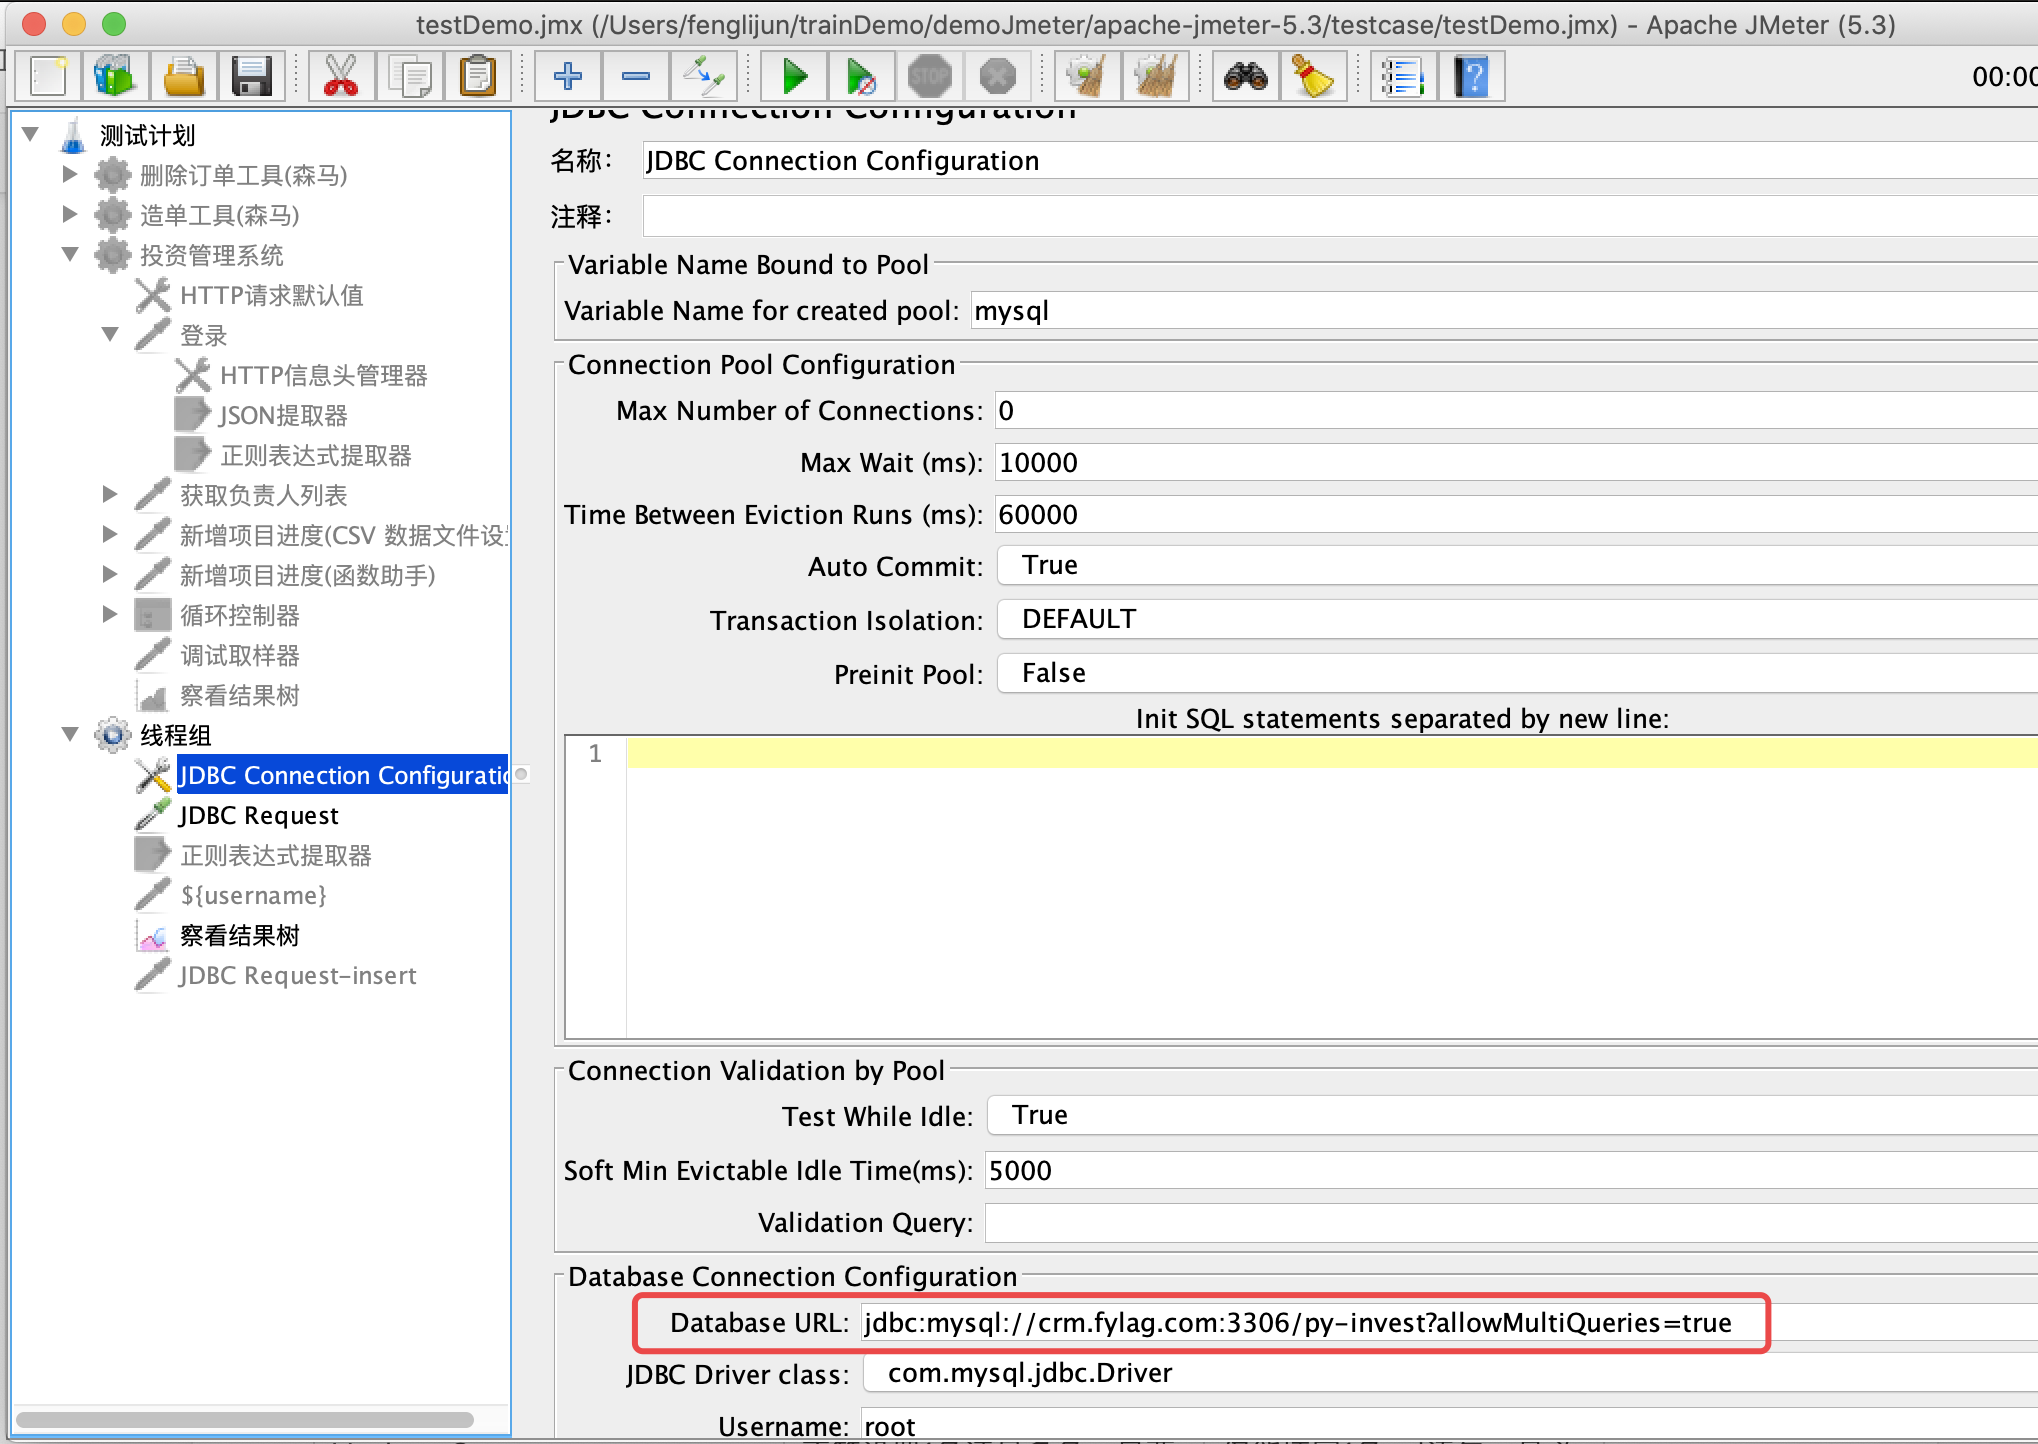 testDemo.jmx (/Users/fenglijun/trainDemo/demoJmeter/apache-jmeter-5.3/testcase/testDemo.jmx) - Apache JMeter (5.3)
STOP
00:00
测试计划
删除订单工具(森马)
造单工具(森马)
投资管理系统
HTTP请求默认值
登录
HTTP信息头管理器
JSON提取器
正则表达式提取器
获取负责人列表
新增项目进度(CSV 数据文件设
新增项目进度(函数助手)
循环控制器
调试取样器
察看结果树
线程组
JDBC Connection Configuratio
JDBC Request
正则表达式提取器
${username}
察看结果树
JDBC Request-insert
JDBC Connection Configuration
名称: JDBC Connection Configuration
注释:
Variable Name Bound to Pool
Variable Name for created pool: mysql
Connection Pool Configuration
Max Number of Connections: 0
Max Wait (ms): 10000
Time Between Eviction Runs (ms): 60000
Auto Commit: True
Transaction Isolation: DEFAULT
Preinit Pool: False
Init SQL statements separated by new line:
1
Connection Validation by Pool
Test While Idle: True
Soft Min Evictable Idle Time(ms): 5000
Validation Query:
Database Connection Configuration
Database URL: jdbc:mysql://crm.fylag.com:3306/py-invest?allowMultiQueries=true
JDBC Driver class: com.mysql.jdbc.Driver
Username: root